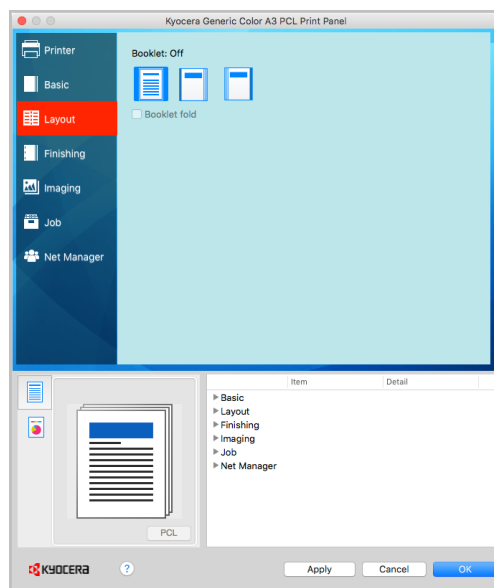 Kyocera Generic Color A3 PCL Print Panel
Printer
Basic
Layout
Finishing
Imaging
Job
Net Manager
Booklet: Off
Booklet fold
Item Detail
Basic
Layout
Finishing
Imaging
Job
Net Manager
PCL
KYOCERA
?
Apply Cancel OK